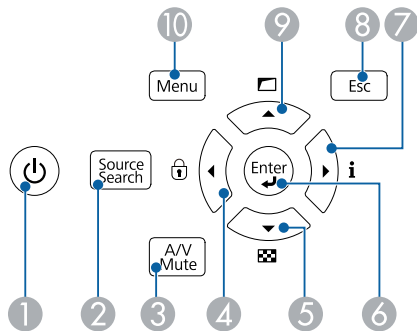 10 9 8 7
Menu
Esc
Source
Search
Enter
i
A/V
Mute
1 2 3 4 5 6